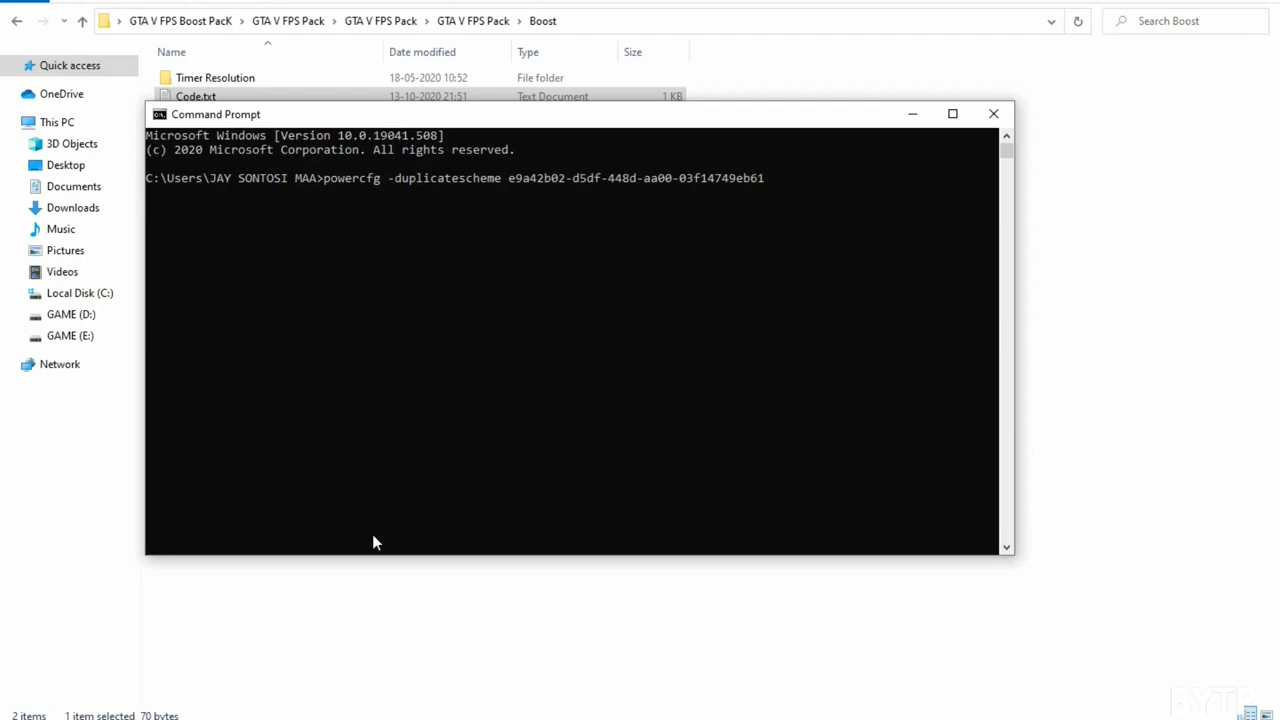 GTA V FPS Boost PacK > GTA V FPS Pack > GTA V FPS Pack > GTA V FPS Pack > Boost
Search Boost
Name Date modified Type Size
Quick access
Timer Resolution 18-05-2020 10:52 File folder
OneDrive
Code.txt 13-10-2020 21:51 Text Document 1 KB
Command Prompt
This PC
Microsoft Windows [Version 10.0.19041.508]
3D Objects
(c) 2020 Microsoft Corporation. All rights reserved.
Desktop
C:\Users\JAY SONTOSI MAA>powercfg -duplicatescheme e9a42b02-d5df-448d-aa00-03f14749eb61
Documents
Downloads
Music
Pictures
Videos
Local Disk (C:)
GAME (D:)
GAME (E:)
Network
2 items 1 item selected 70 bytes